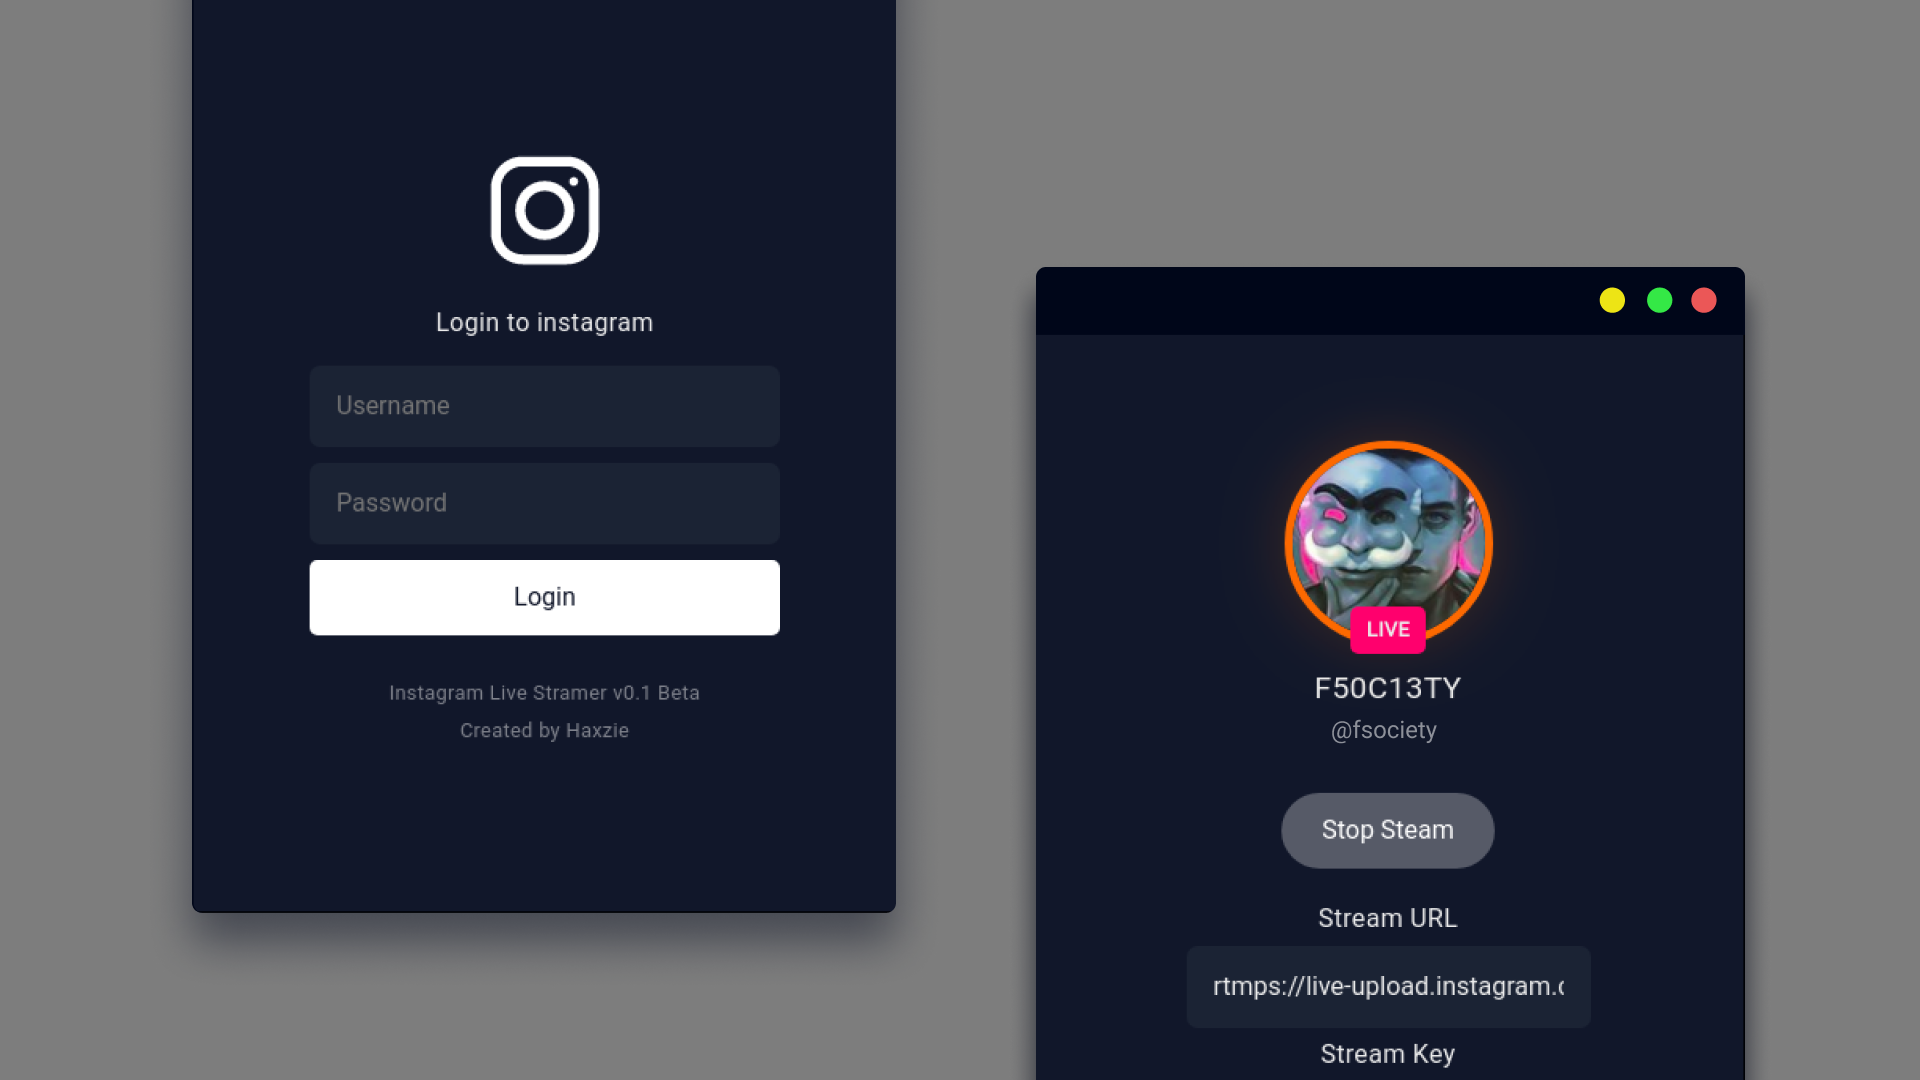 Login to instagram
Username
Password
Login
Instagram Live Stramer v0.1 Beta
Created by Haxzie
LIVE
F50C13TY
@fsociety
Stop Steam
Stream URL
rtmps://live-upload.instagram.c
Stream Key